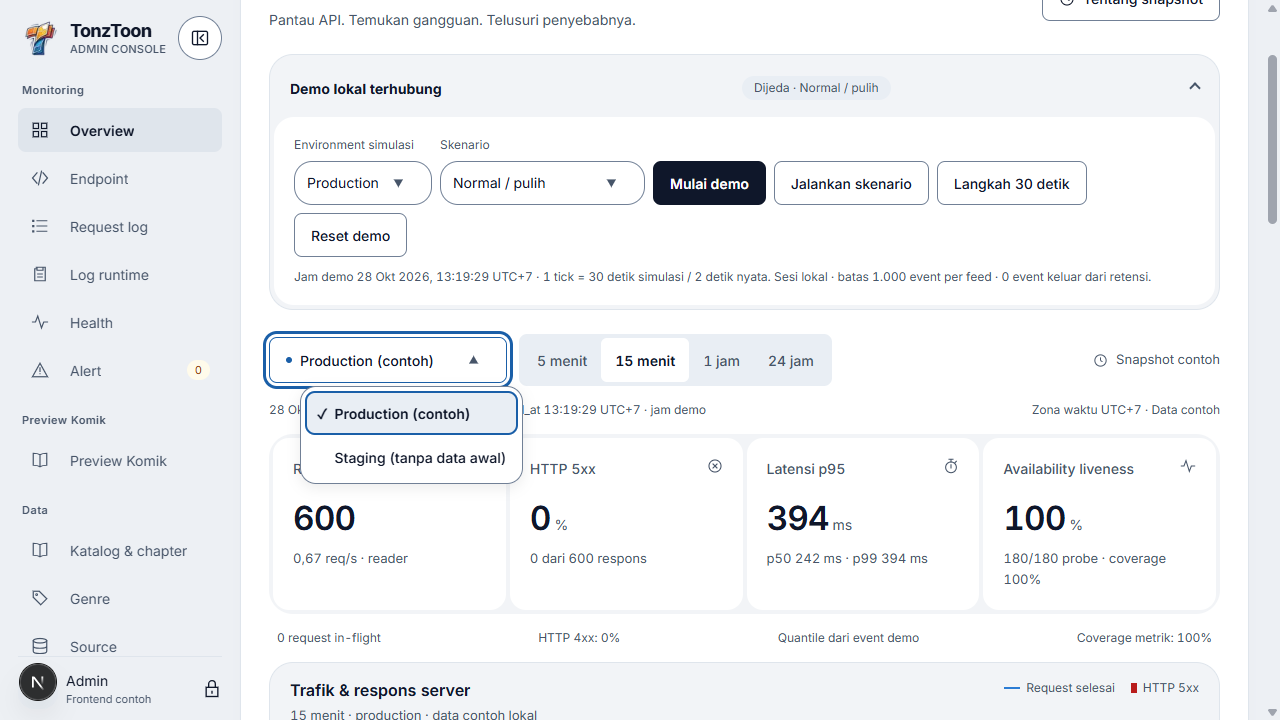 TonzToon
ADMIN CONSOLE
Monitoring
Overview
Endpoint
Request log
Log runtime
Health
Alert 0
Preview Komik
Preview Komik
Data
Katalog & chapter
Genre
Source
N
Admin
Frontend contoh
Pantau API. Temukan gangguan. Telusuri penyebabnya.
Tentang snapshot
Demo lokal terhubung
Dijeda · Normal / pulih
Environment simulasi
Skenario
Production ▼
Normal / pulih ▼
Mulai demo
Jalankan skenario
Langkah 30 detik
Reset demo
Jam demo 28 Okt 2026, 13:19:29 UTC+7 · 1 tick = 30 detik simulasi / 2 detik nyata. Sesi lokal · batas 1.000 event per feed · 0 event keluar dari retensi.
Production (contoh) ▲
5 menit
15 menit
1 jam
24 jam
Snapshot contoh
✓ Production (contoh)
Staging (tanpa data awal)
28 13:19:29 UTC+7 · jam demo
Zona waktu UTC+7 · Data contoh
600
0,67 req/s · reader
HTTP 5xx
0 %
0 dari 600 respons
Latensi p95
394 ms
p50 242 ms · p99 394 ms
Availability liveness
100 %
180/180 probe · coverage
100%
0 request in-flight
HTTP 4xx: 0%
Quantile dari event demo
Coverage metrik: 100%
Trafik & respons server
Request selesai
HTTP 5xx
15 menit · production · data contoh lokal